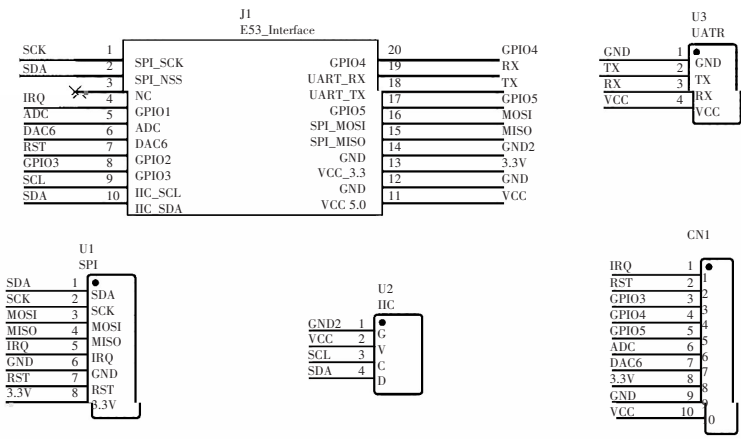 J1
E53_Interface
SCK 1 SPI_SCK GPIO4 20 GPIO4
SDA 2 SPI_NSS UART_RX 19 RX
3 NC UART_TX 18 TX
IRQ 4 GPIO1 GPIO5 17 GPIO5
ADC 5 ADC SPI_MOSI 16 MOSI
DAC6 6 DAC6 SPI_MISO 15 MISO
RST 7 GPIO2 GND 14 GND2
GPIO3 8 GPIO3 VCC_3.3 13 3.3V
SCL 9 IIC_SCL GND 12 GND
SDA 10 IIC_SDA VCC 5.0 11 VCC
U3
UATR
GND 1 GND
TX 2 TX
RX 3 RX
VCC 4 VCC
U1
SPI
SDA 1 SDA
SCK 2 SCK
MOSI 3 MOSI
MISO 4 MISO
IRQ 5 IRQ
GND 6 GND
RST 7 RST
3.3V 8 3.3V
U2
IIC
GND2 1 G
VCC 2 V
SCL 3 C
SDA 4 D
CN1
IRQ 1 1
RST 2 2
GPIO3 3 3
GPIO4 4 4
GPIO5 5 5
ADC 6 6
DAC6 7 7
3.3V 8 8
GND 9 9
VCC 10 10